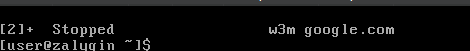 [2]+  Stopped                 w3m google.com
[user@zalygin ~]$